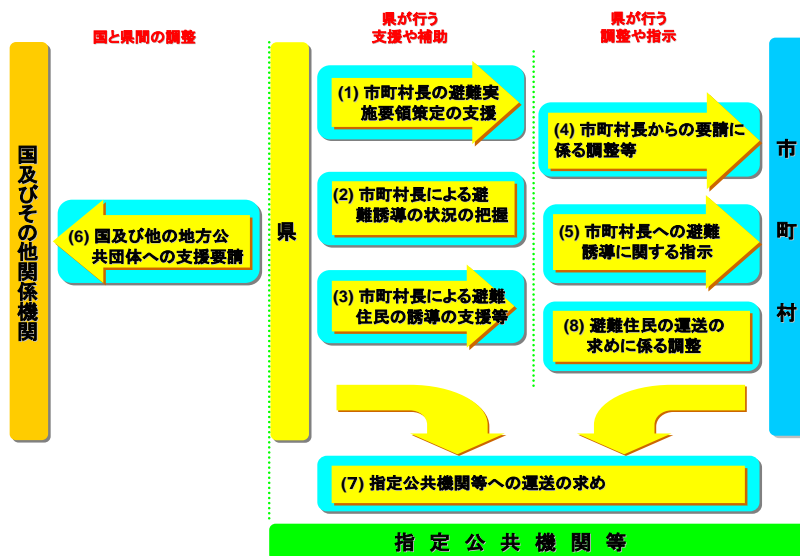 国と県間の調整
県が行う
支援や補助
県が行う
調整や指示
国及びその他関係機関
県
市町村
(1) 市町村長の避難実
施要領策定の支援
(2) 市町村長による避
難誘導の状況の把握
(3) 市町村長による避難
住民の誘導の支援等
(4) 市町村長からの要請に
係る調整等
(5) 市町村長への避難
誘導に関する指示
(6) 国及び他の地方公
共団体への支援要請
(8) 避難住民の運送の
求めに係る調整
(7) 指定公共機関等への運送の求め
指定公共機関等